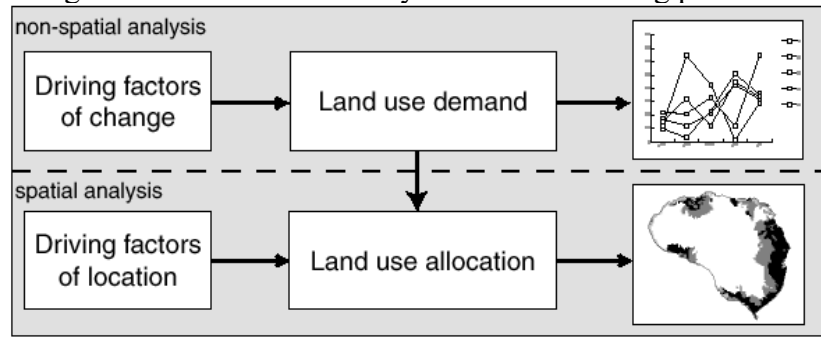 non-spatial analysis
Driving factors
of change
Land use demand
spatial analysis
Driving factors
of location
Land use allocation